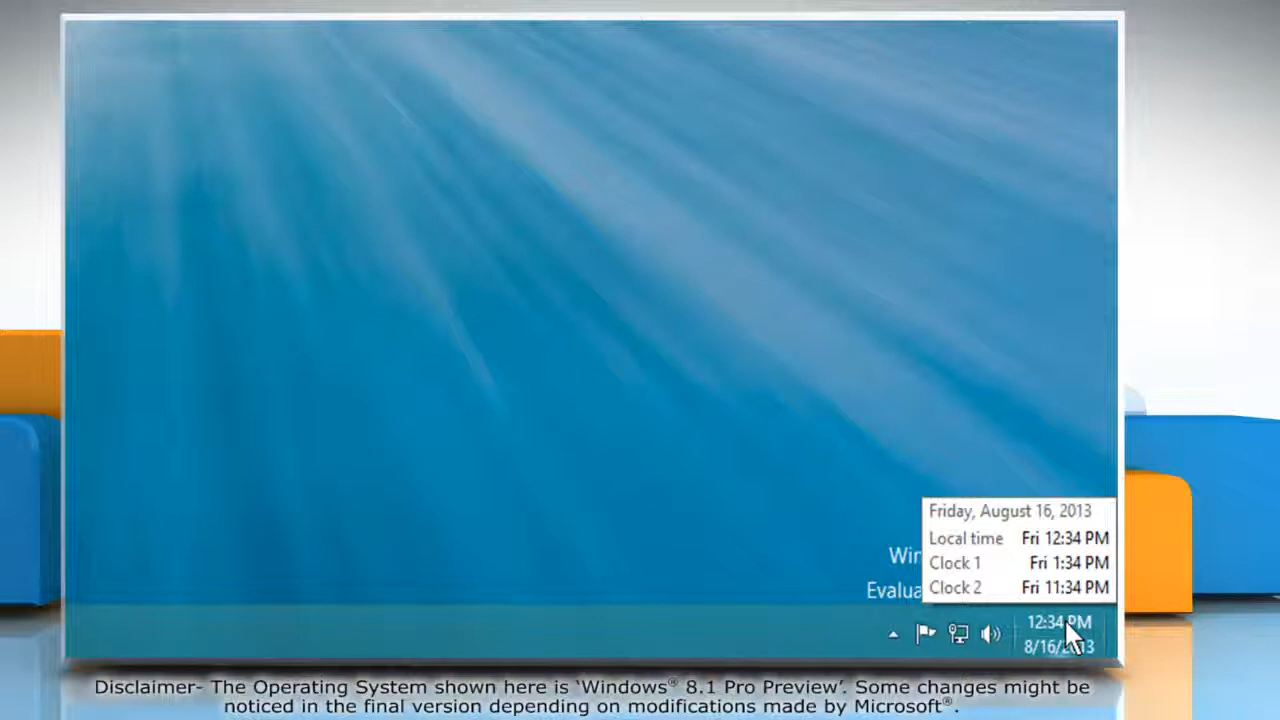 Friday, August 16, 2013
Local time Fri 12:34 PM
Win
Clock 1 Fri 1:34 PM
Evalua
Clock 2 Fri 11:34 PM
12:34 PM
Disclaimer- The Operating System shown here is ‘Windows® 8.1 Pro Preview’. Some changes might be
noticed in the final version depending on modifications made by Microsoft®.